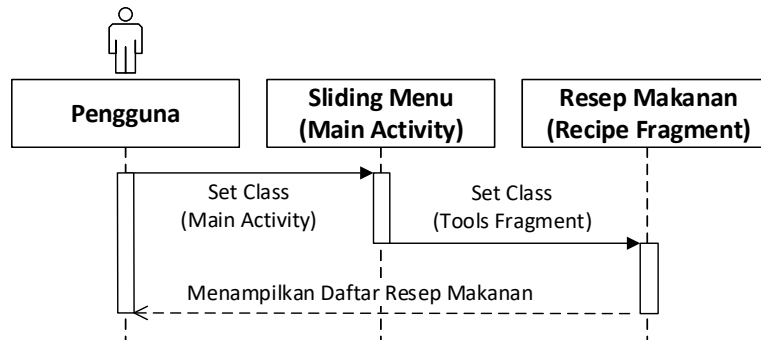 Pengguna
Sliding Menu
(Main Activity)
Resep Makanan
(Recipe Fragment)
Set Class
(Main Activity)
Set Class
(Tools Fragment)
Menampilkan Daftar Resep Makanan